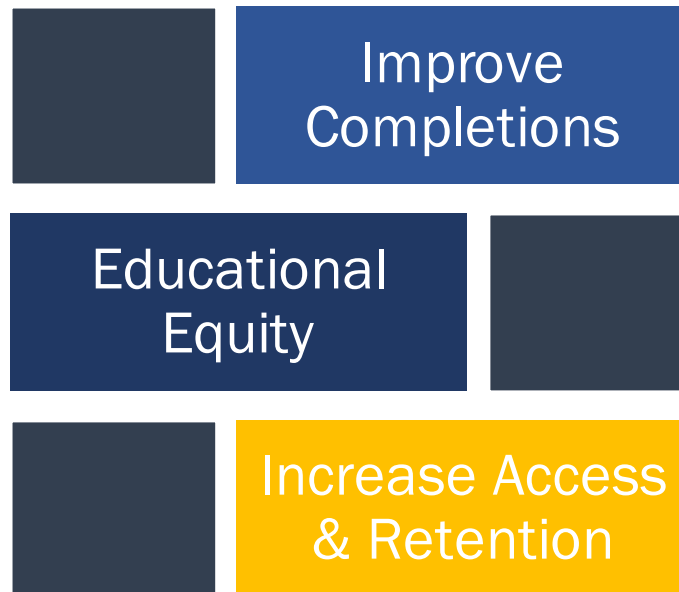 Improve
Completions
Educational
Equity
Increase Access
& Retention